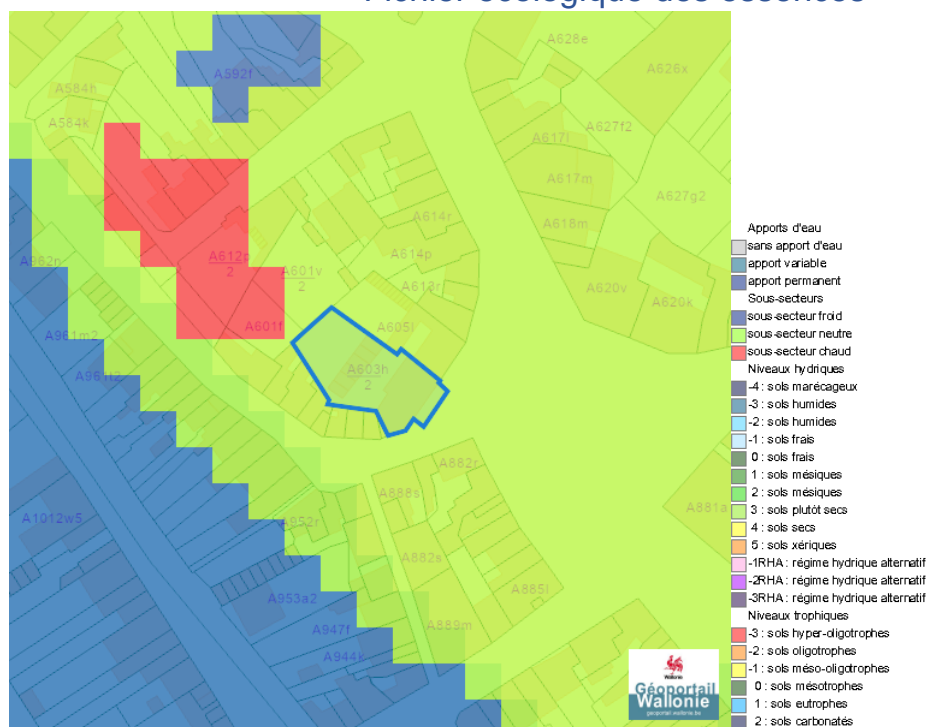 Fichier écologique des essences
A628e
A626x
A592f
A584h
A584k
A627f2
A617l
A617m
A627g2
A614r
A618m
A612p
2
A601v
2
A614p
A962n
A613r
A620v
A620k
A601f
A605l
A961m2
A603h
2
A961l2
A882r
A888s
A881a
A1012w5
A952r
A882s
A885l
A953a2
A947f
A889m
A944k
Apports d'eau
sans apport d'eau
apport variable
apport permanent
Sous-secteurs
sous-secteur froid
sous-secteur neutre
sous-secteur chaud
Niveaux hydriques
-4 : sols marécageux
-3 : sols humides
-2 : sols humides
-1 : sols frais
0 : sols frais
1 : sols mésiques
2 : sols mésiques
3 : sols plutôt secs
4 : sols secs
5 : sols xériques
-1RHA : régime hydrique alternatif
-2RHA : régime hydrique alternatif
-3RHA : régime hydrique alternatif
Niveaux trophiques
-3 : sols hyper-oligotrophes
-2 : sols oligotrophes
-1 : sols méso-oligotrophes
0 : sols mésotrophes
1 : sols eutrophes
2 : sols carbonatés
Wallonie
Géoportail
Wallonie
geoportail.wallonie.be